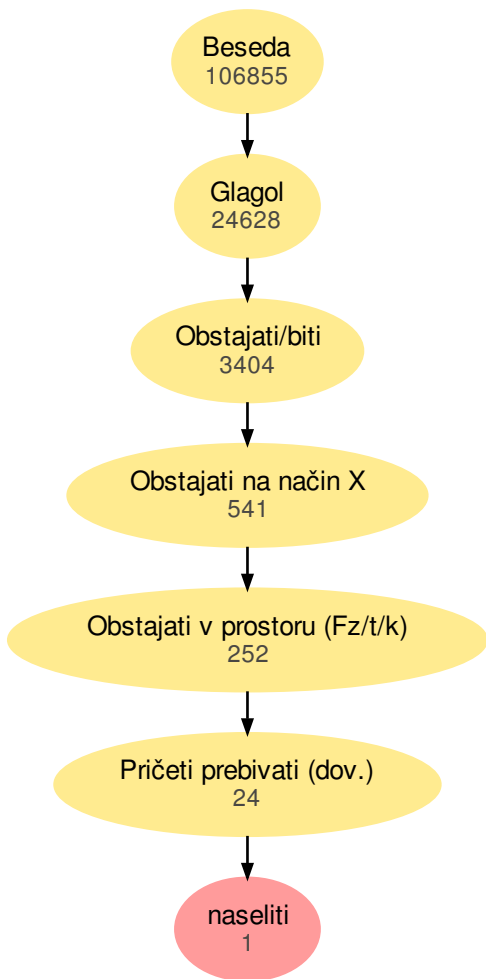 Beseda
106855
Glagol
24628
Obstajati/biti
3404
Obstajati na način X
541
Obstajati v prostoru (Fz/t/k)
252
Pričeti prebivati (dov.)
24
naseliti
1